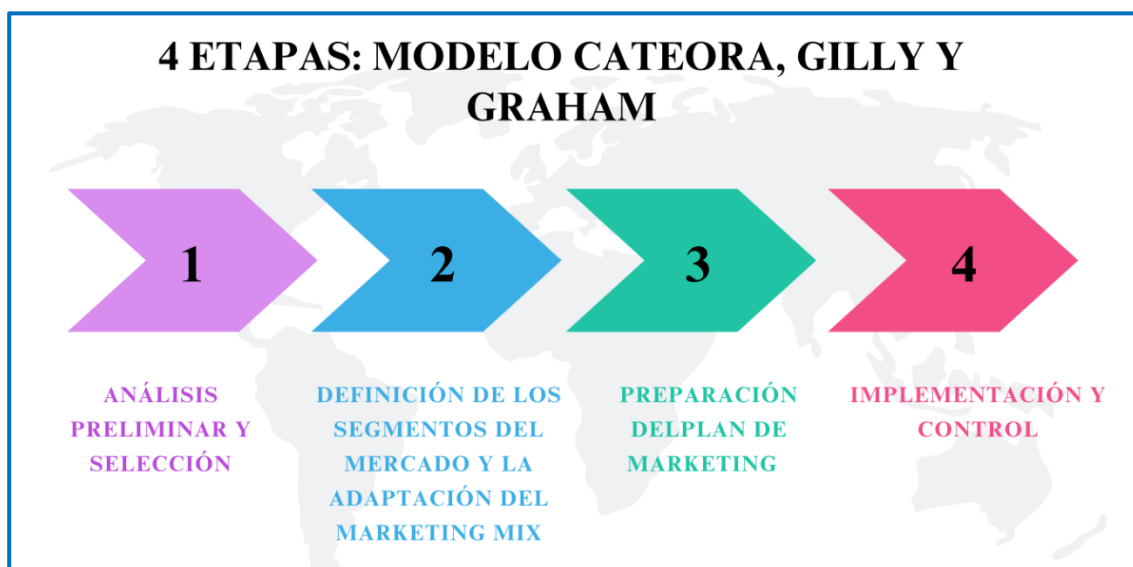 4 ETAPAS: MODELO CATEORA, GILLY Y
GRAHAM
1
2
3
4
ANÁLISIS
PRELIMINAR Y
SELECCIÓN
DEFINICIÓN DE LOS
SEGMENTOS DEL
MERCADO Y LA
ADAPTACIÓN DEL
MARKETING MIX
PREPARACIÓN
DELPLAN DE
MARKETING
IMPLEMENTACIÓN Y
CONTROL